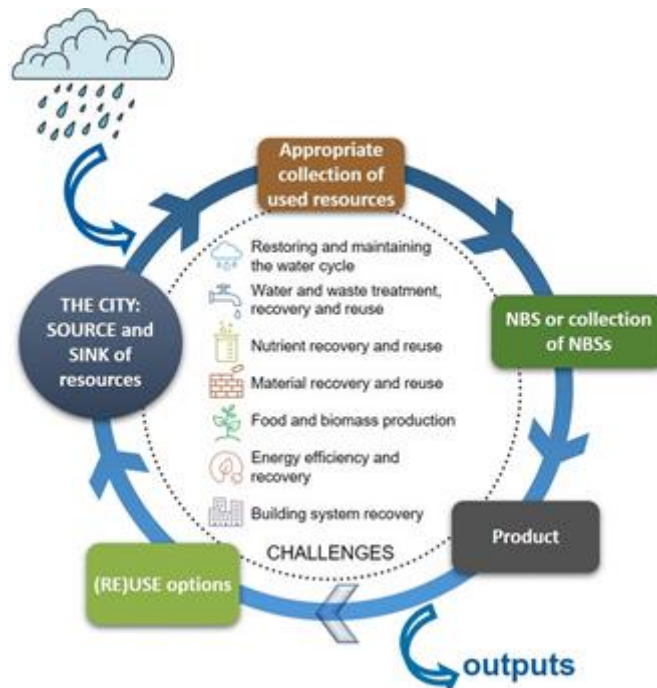 Appropriate
collection of
used resources
Restoring and maintaining
the water cycle
THE CITY:
SOURCE and
SINK of
resources
Water and waste treatment,
recovery and reuse
NBS or collection
of NBSs
Nutrient recovery and reuse
Material recovery and reuse
Food and biomass production
Energy efficiency and
recovery
Building system recovery
Product
CHALLENGES
(RE)USE options
outputs